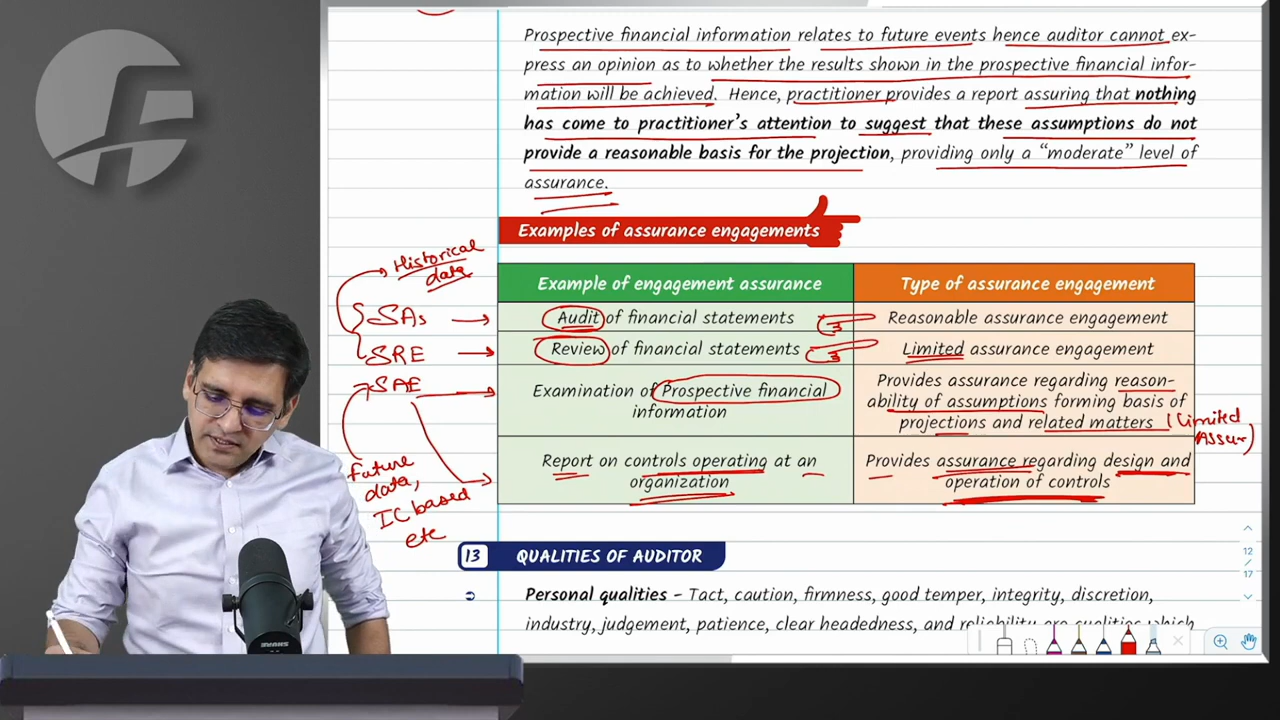 Prospective financial information relates to future events hence auditor cannot ex-
press an opinion as to whether the results shown in the prospective financial infor-
mation will be achieved. Hence, practitioner provides a report assuring that nothing
has come to practitioner's attention to suggest that these assumptions do not
provide a reasonable basis for the projection, providing only a "moderate" level of
assurance.
Examples of assurance engagements
Historical
data
Example of engagement assurance
Type of assurance engagement
SAs
Audit of financial statements
Reasonable assurance engagement
SRE
Review of financial statements
Limited assurance engagement
SAE
Examination of Prospective financial
information
Provides assurance regarding reason-
ability of assumptions forming basis of
projections and related matters
(Limited
Assur)
Future
data,
IC based
etc
Report on controls operating at an
organization
Provides assurance regarding design and
operation of controls
13 QUALITIES OF AUDITOR
Personal qualities – Tact, caution, firmness, good temper, integrity, discretion,
industry, judgement, patience, clear headedness, and reliability are qualities which
12
/
17